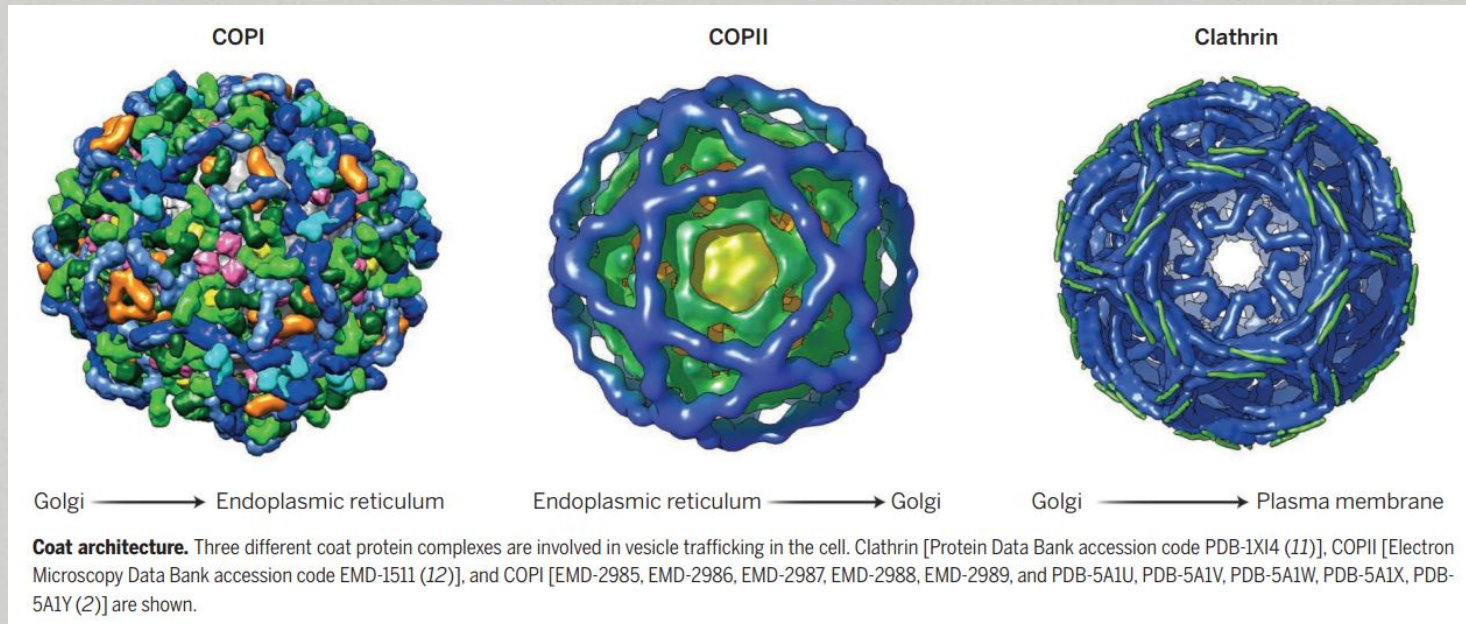 COPI
COPII
Clathrin
Golgi → Endoplasmic reticulum
Endoplasmic reticulum → Golgi
Golgi → Plasma membrane
Coat architecture. Three different coat protein complexes are involved in vesicle trafficking in the cell. Clathrin [Protein Data Bank accession code PDB-1XI4 (11)], COPII [Electron
Microscopy Data Bank accession code EMD-1511 (12)], and COPI [EMD-2985, EMD-2986, EMD-2987, EMD-2988, EMD-2989, and PDB-5A1U, PDB-5A1V, PDB-5A1W, PDB-5A1X, PDB-
5A1Y (2)] are shown.